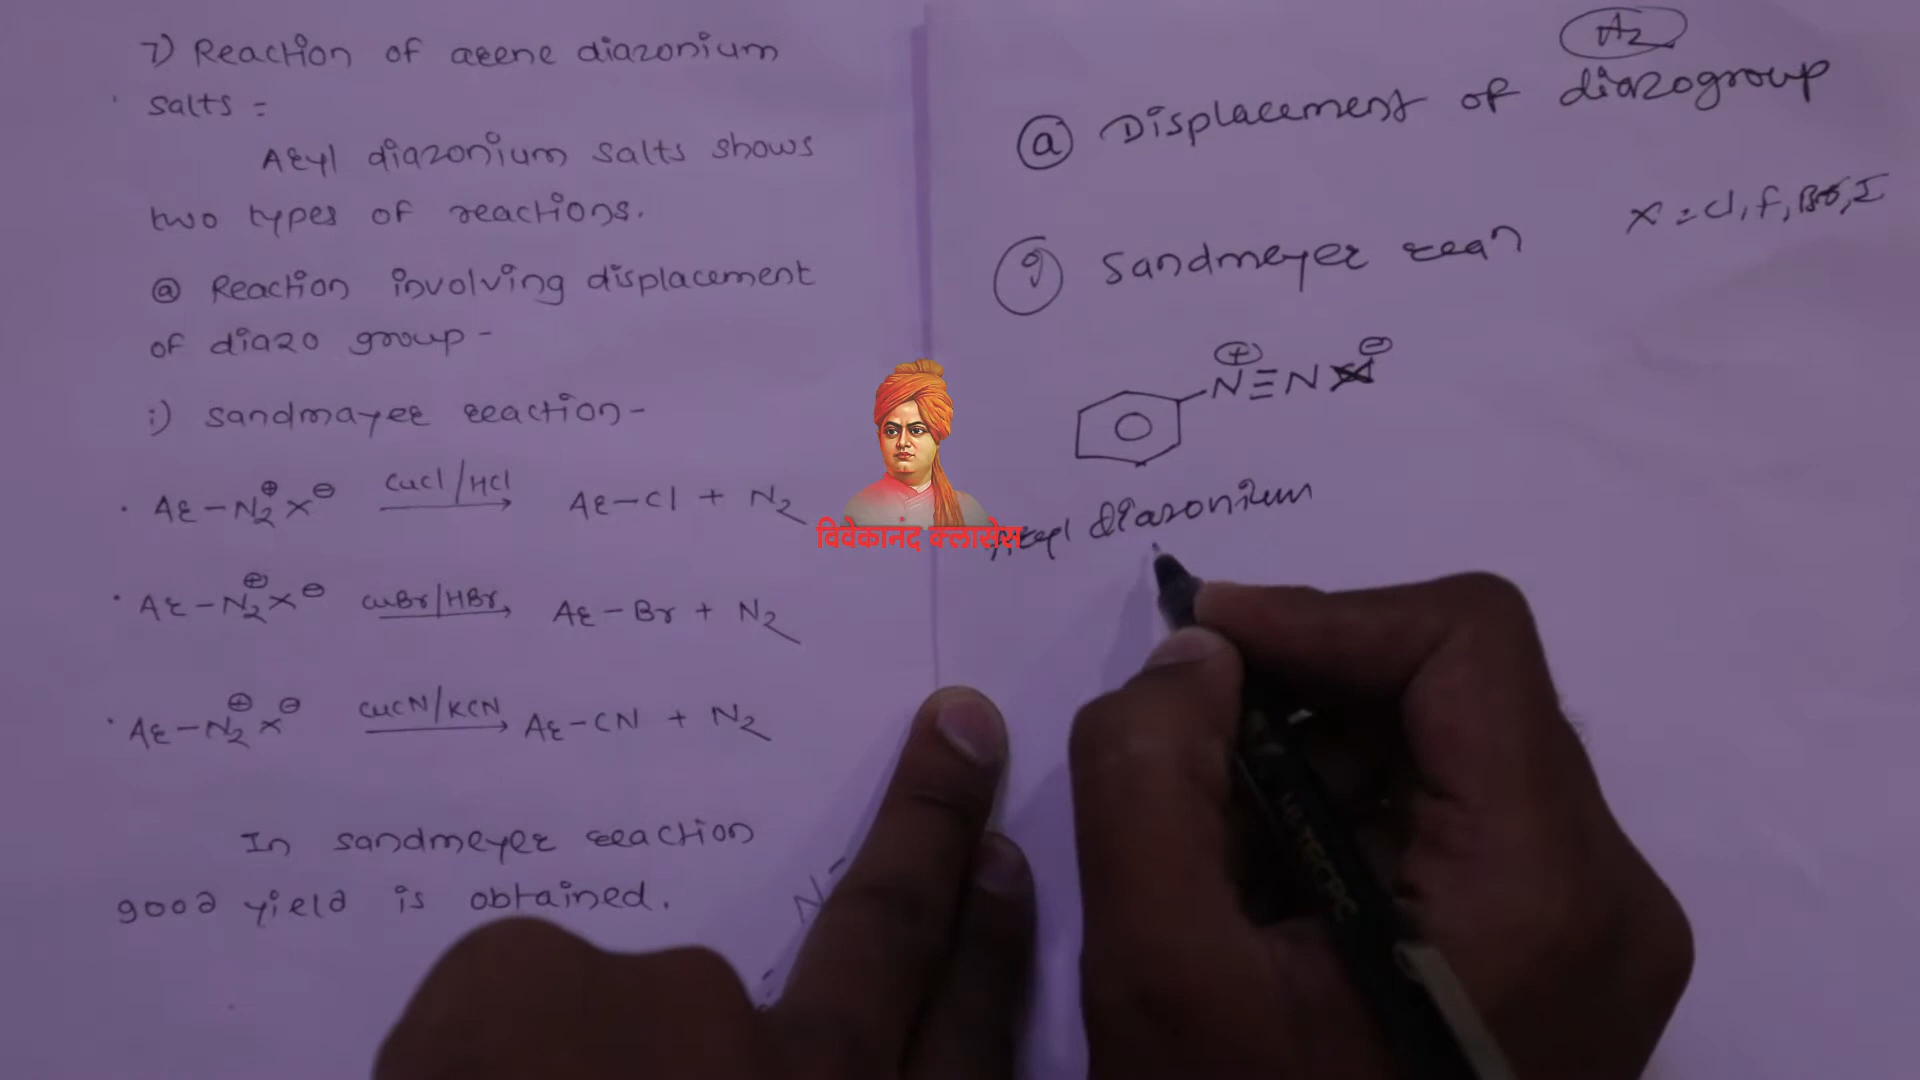 7) Reaction of arene diazonium
salts =
Aryl diazonium salts shows
two types of reactions.
@ Reaction involving displacement
of diazo group -
i) sandmayer reaction -
· Ar - N₂⊕ X⊖ CuCl/HCl → Ar - Cl + N₂
· Ar - N₂⊕ X⊖ CuBr/HBr → Ar - Br + N₂
· Ar - N₂⊕ X⊖ CuCN/KCN → Ar - CN + N₂
In sandmeyer reaction
good yield is obtained.
विवेकानंद क्लासेस
ⓐ Displacement of diazogroup
X = Cl, F, Br, I
Sandmeyer rean
⊕ ⊖
N≡N X
diazonium
N